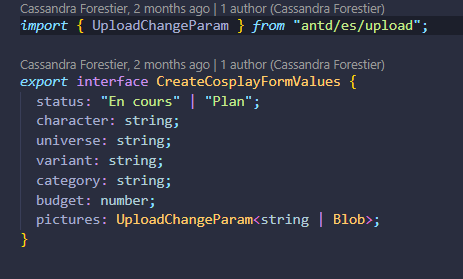 Cassandra Forestier, 2 months ago | 1 author (Cassandra Forestier)
import { UploadChangeParam } from "antd/es/upload";
Cassandra Forestier, 2 months ago | 1 author (Cassandra Forestier)
export interface CreateCosplayFormValues {
  status: "En cours" | "Plan";
  character: string;
  universe: string;
  variant: string;
  category: string;
  budget: number;
  pictures: UploadChangeParam<string | Blob>;
}